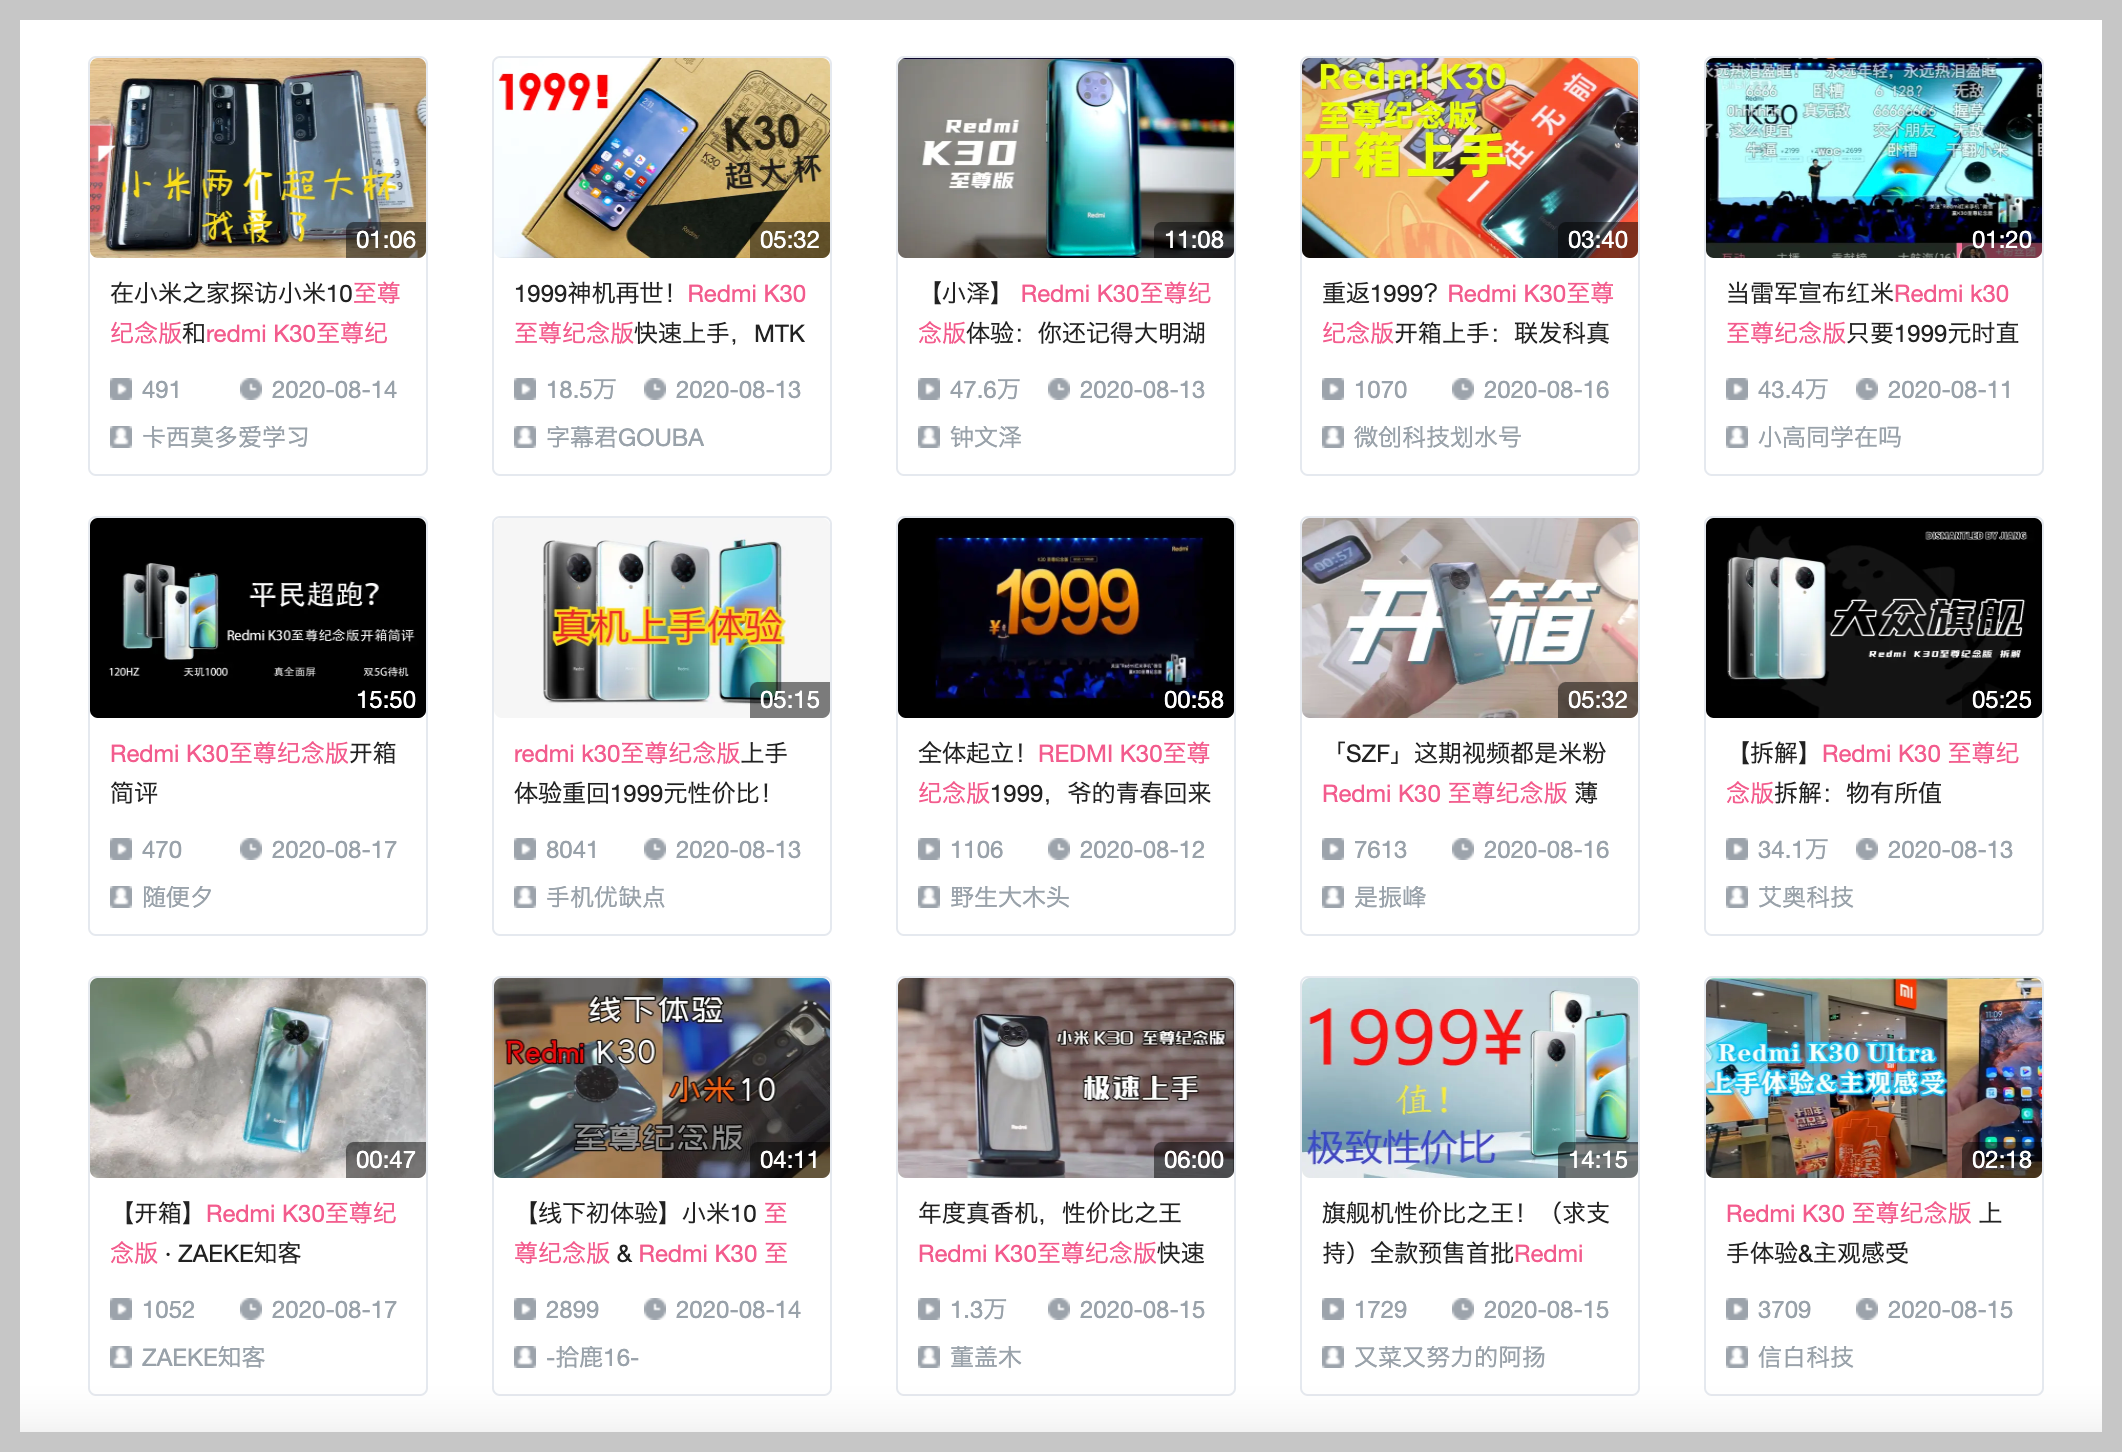 小米两个超大杯
我爱了
01:06
在小米之家探访小米10至尊
纪念版和redmi K30至尊纪
491 2020-08-14
卡西莫多爱学习
1999!
K30
超大杯
05:32
1999神机再世！Redmi K30
至尊纪念版快速上手，MTK
18.5万 2020-08-13
字幕君GOUBA
Redmi
K30
至尊版
11:08
【小泽】 Redmi K30至尊纪
念版体验：你还记得大明湖
47.6万 2020-08-13
钟文泽
Redmi K30
至尊纪念版
开箱上手
一往无前
03:40
重返1999？Redmi K30至尊
纪念版开箱上手：联发科真
1070 2020-08-16
微创科技划水号
永远年轻，永远热泪盈眶
K30
01:20
当雷军宣布红米Redmi k30
至尊纪念版只要1999元时直
43.4万 2020-08-11
小高同学在吗
平民超跑?
Redmi K30至尊纪念版开箱简评
120HZ 天玑1000 真全面屏 双5G待机
15:50
Redmi K30至尊纪念版开箱
简评
470 2020-08-17
随便夕
真机上手体验
05:15
redmi k30至尊纪念版上手
体验重回1999元性价比！
8041 2020-08-13
手机优缺点
Redmi
¥1999
00:58
全体起立！REDMI K30至尊
纪念版1999，爷的青春回来
1106 2020-08-12
野生大木头
00:57
开箱
05:32
「SZF」这期视频都是米粉
Redmi K30 至尊纪念版 薄
7613 2020-08-16
是振峰
DISMANTLED BY JIANG
大众旗舰
Redmi K30至尊纪念版 拆解
05:25
【拆解】Redmi K30 至尊纪
念版拆解：物有所值
34.1万 2020-08-13
艾奥科技
00:47
【开箱】Redmi K30至尊纪
念版 · ZAEKE知客
1052 2020-08-17
ZAEKE知客
线下体验
Redmi K30
小米10
至尊纪念版
04:11
【线下初体验】小米10 至
尊纪念版 & Redmi K30 至
2899 2020-08-14
-拾鹿16-
小米 K30 至尊纪念版
极速上手
06:00
年度真香机，性价比之王
Redmi K30至尊纪念版快速
1.3万 2020-08-15
董盖木
1999¥
值！
极致性价比
14:15
旗舰机性价比之王！（求支
持）全款预售首批Redmi
1729 2020-08-15
又菜又努力的阿扬
Redmi K30 Ultra
上手体验&主观感受
02:18
Redmi K30 至尊纪念版 上
手体验&主观感受
3709 2020-08-15
信白科技